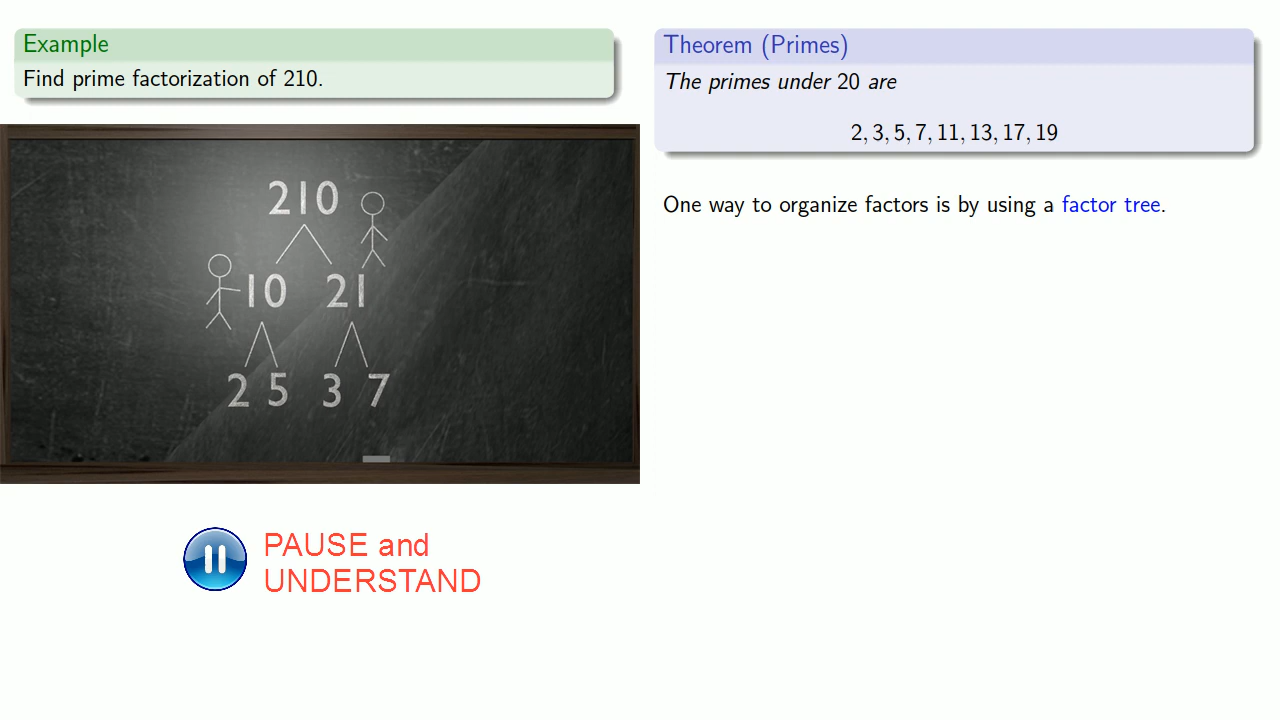 Example
Find prime factorization of 210.
210
10 21
2 5 3 7
PAUSE and
UNDERSTAND
Theorem (Primes)
The primes under 20 are
2, 3, 5, 7, 11, 13, 17, 19
One way to organize factors is by using a factor tree.